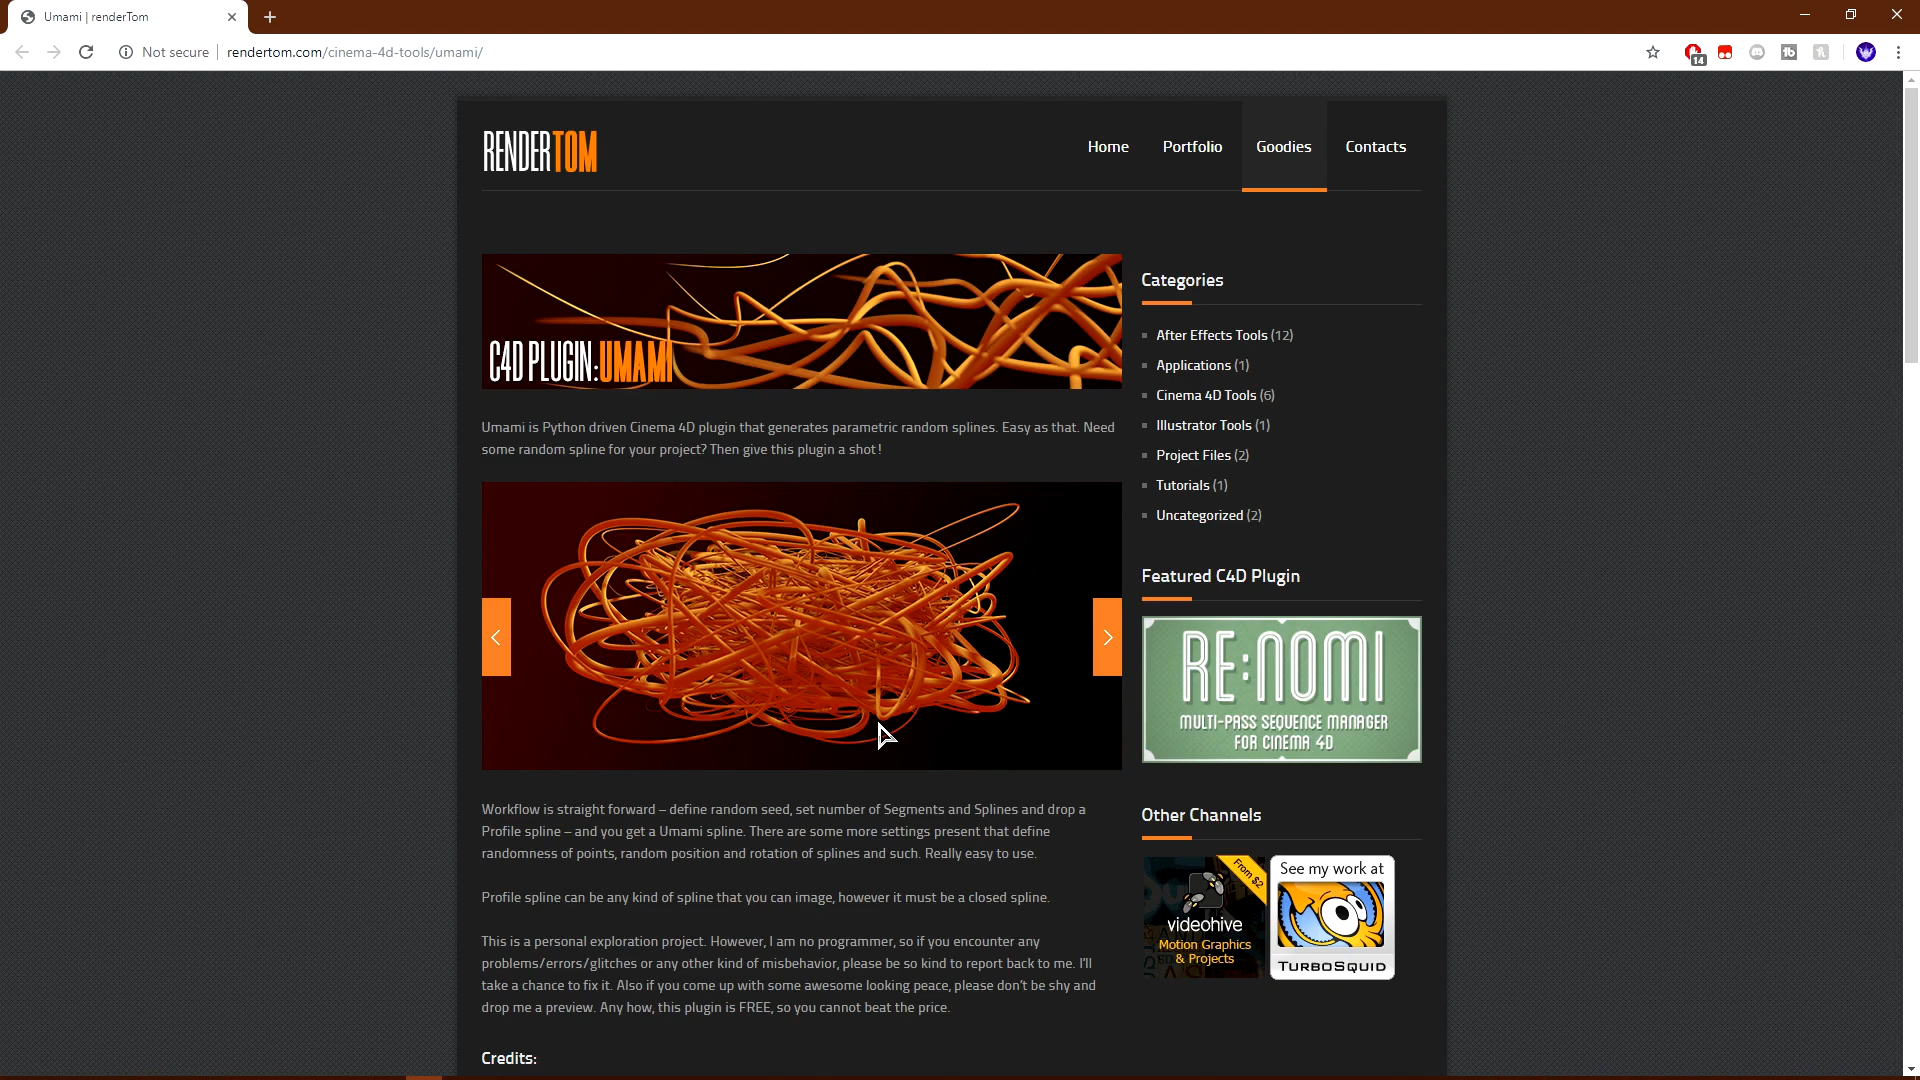 Umami | renderTom
Not secure
rendertom.com/cinema-4d-tools/umami/
14
RENDERTOM
Home
Portfolio
Goodies
Contacts
C4D PLUGIN:UMAMI
Umami is Python driven Cinema 4D plugin that generates parametric random splines. Easy as that. Need
some random spline for your project? Then give this plugin a shot!
Workflow is straight forward – define random seed, set number of Segments and Splines and drop a
Profile spline – and you get a Umami spline. There are some more settings present that define
randomness of points, random position and rotation of splines and such. Really easy to use.
Profile spline can be any kind of spline that you can image, however it must be a closed spline.
This is a personal exploration project. However, I am no programmer, so if you encounter any
problems/errors/glitches or any other kind of misbehavior, please be so kind to report back to me. I'll
take a chance to fix it. Also if you come up with some awesome looking peace, please don't be shy and
drop me a preview. Any how, this plugin is FREE, so you cannot beat the price.
Credits:
Categories
After Effects Tools (12)
Applications (1)
Cinema 4D Tools (6)
Illustrator Tools (1)
Project Files (2)
Tutorials (1)
Uncategorized (2)
Featured C4D Plugin
RE:NOMI
MULTI-PASS SEQUENCE MANAGER
FOR CINEMA 4D
Other Channels
From $2
videohive
Motion Graphics
& Projects
See my work at
TURBOSQUID